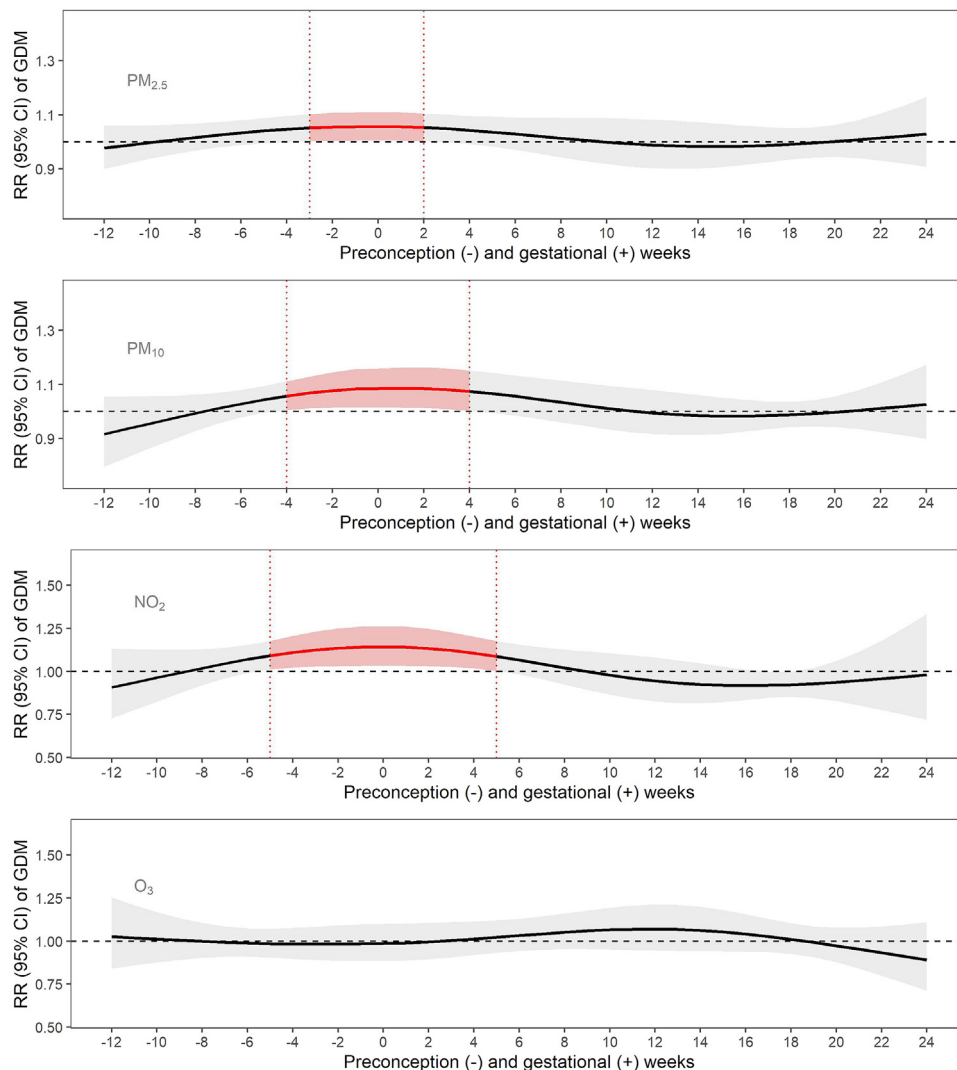 RR (95% CI) of GDM
1.3
1.1
0.9
PM2.5
-12 -10 -8 -6 -4 -2 0 2 4 6 8 10 12 14 16 18 20 22 24
Preconception (-) and gestational (+) weeks
RR (95% CI) of GDM
1.3
1.1
0.9
PM10
-12 -10 -8 -6 -4 -2 0 2 4 6 8 10 12 14 16 18 20 22 24
Preconception (-) and gestational (+) weeks
RR (95% CI) of GDM
1.50
1.25
1.00
0.75
0.50
NO2
-12 -10 -8 -6 -4 -2 0 2 4 6 8 10 12 14 16 18 20 22 24
Preconception (-) and gestational (+) weeks
RR (95% CI) of GDM
1.50
1.25
1.00
0.75
0.50
O3
-12 -10 -8 -6 -4 -2 0 2 4 6 8 10 12 14 16 18 20 22 24
Preconception (-) and gestational (+) weeks